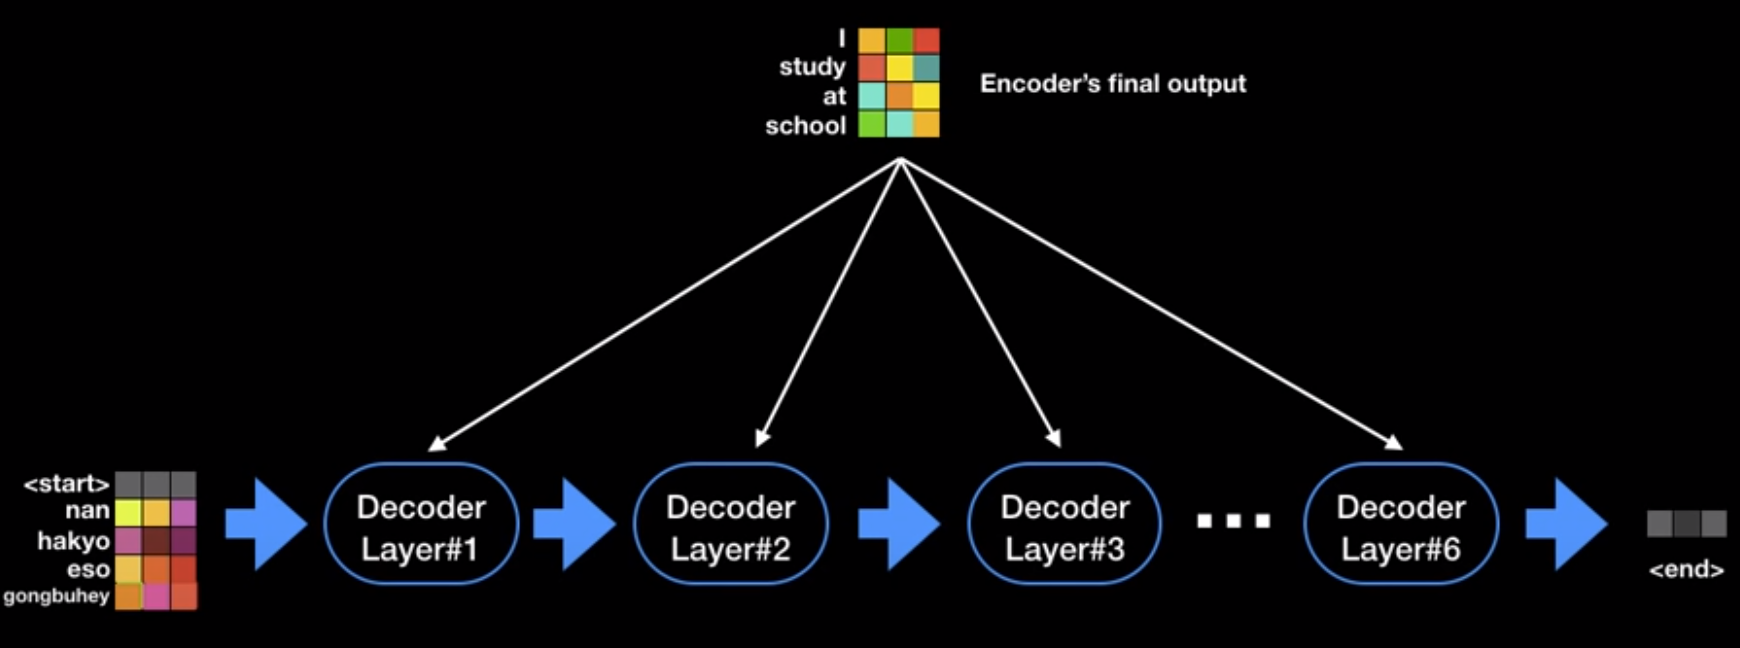 I
study
at
school
Encoder's final output
<start>
nan
hakyo
eso
gongbuhey
Decoder
Layer#1
Decoder
Layer#2
Decoder
Layer#3
...
Decoder
Layer#6
<end>